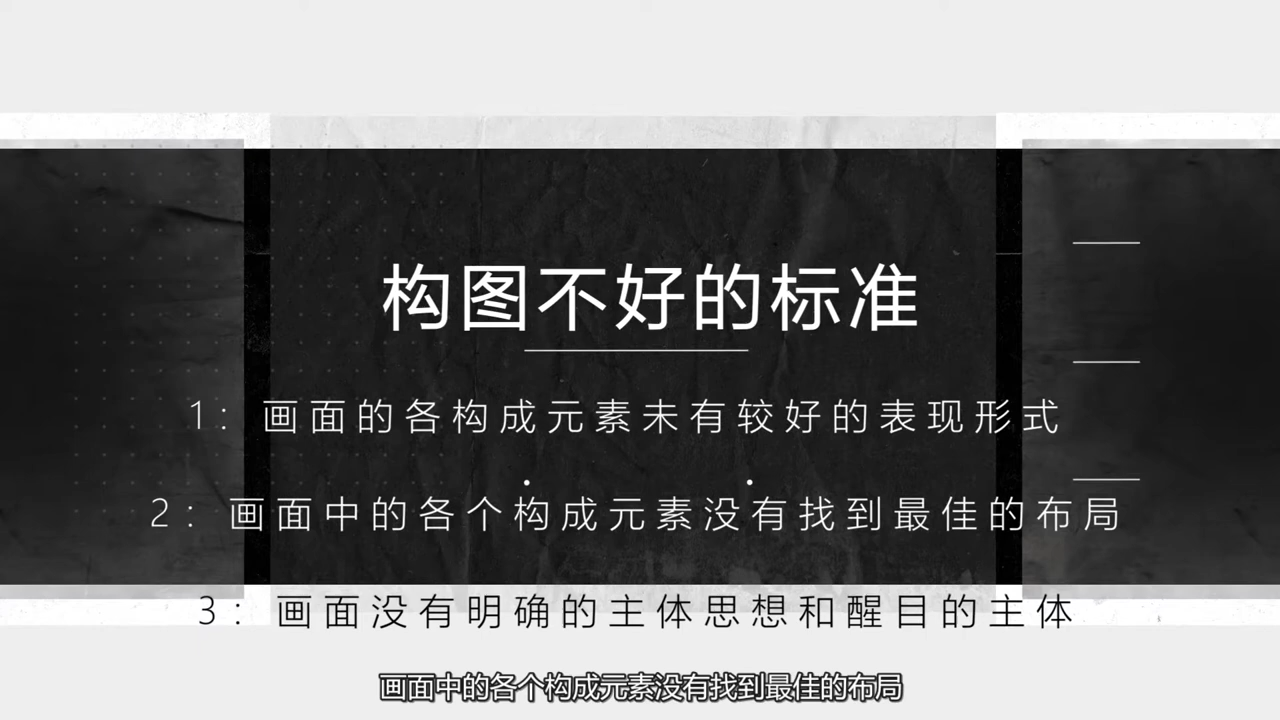 构图不好的标准
1：画面的各构成元素未有较好的表现形式
2：画面中的各个构成元素没有找到最佳的布局
3：画面没有明确的主体思想和醒目的主体
画面中的各个构成元素没有找到最佳的布局